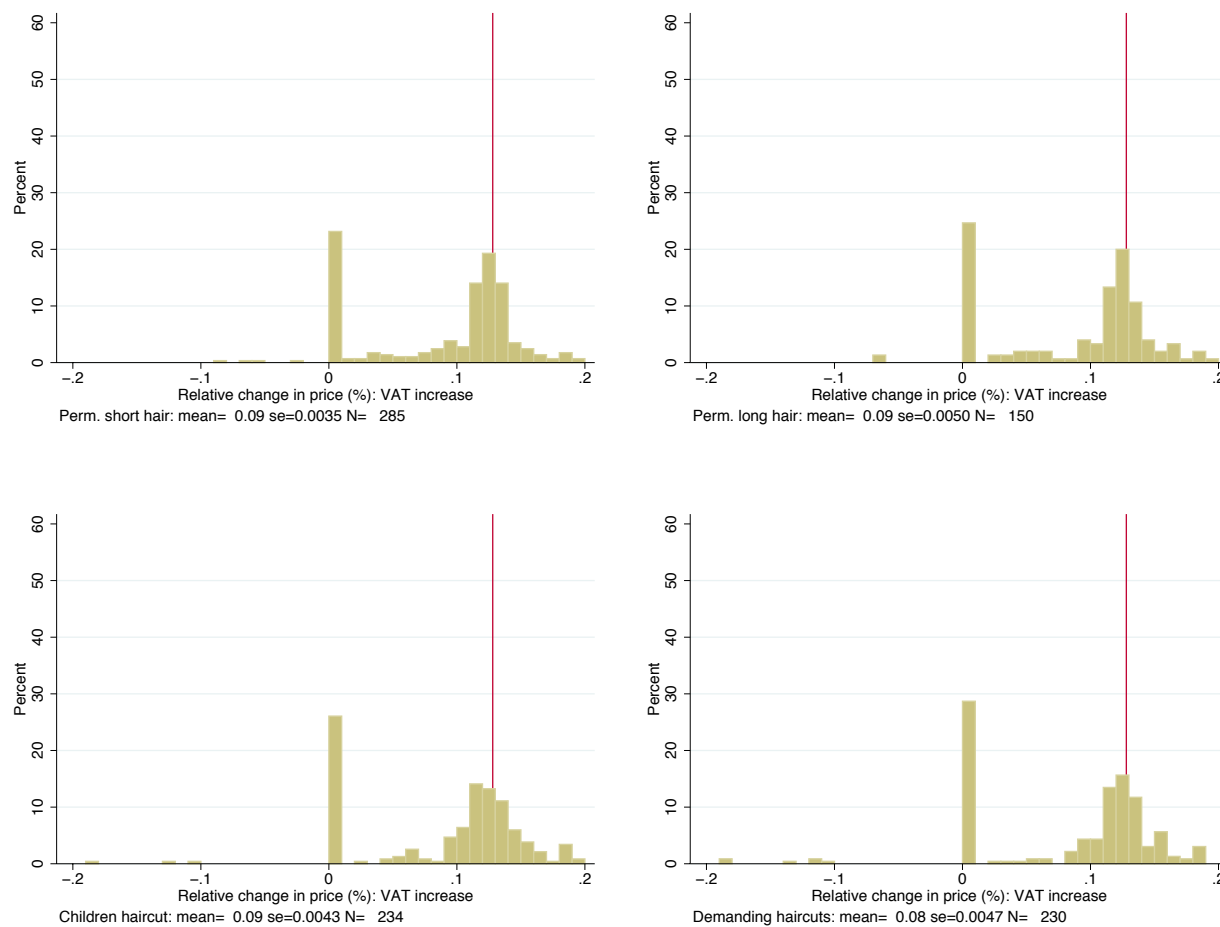 60
50
40
30
20
10
0
Percent
−.2 −.1 0 .1 .2
Relative change in price (%): VAT increase
Perm. short hair: mean= 0.09 se=0.0035 N= 285
60
50
40
30
20
10
0
Percent
−.2 −.1 0 .1 .2
Relative change in price (%): VAT increase
Perm. long hair: mean= 0.09 se=0.0050 N= 150
60
50
40
30
20
10
0
Percent
−.2 −.1 0 .1 .2
Relative change in price (%): VAT increase
Children haircut: mean= 0.09 se=0.0043 N= 234
60
50
40
30
20
10
0
Percent
−.2 −.1 0 .1 .2
Relative change in price (%): VAT increase
Demanding haircuts: mean= 0.08 se=0.0047 N= 230